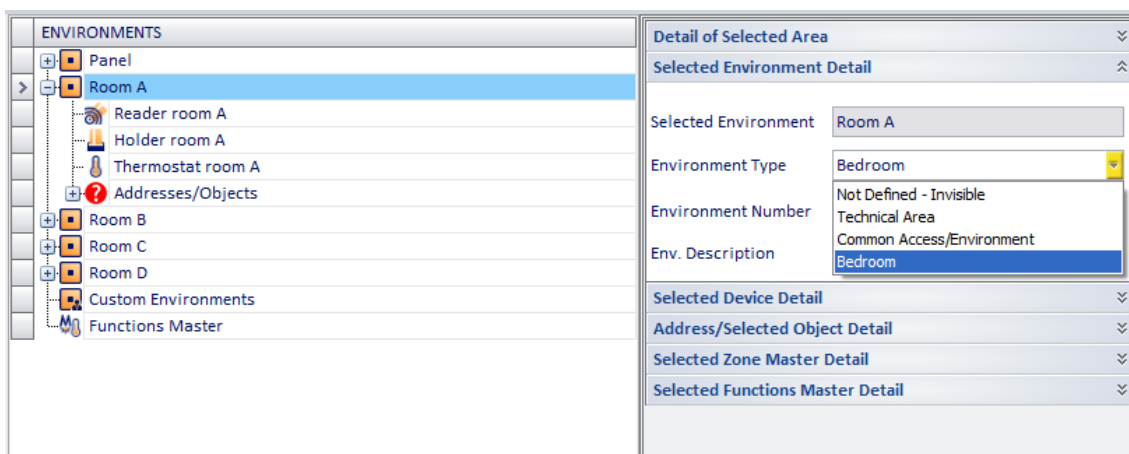 ENVIRONMENTS
Panel
Room A
Reader room A
Holder room A
Thermostat room A
Addresses/Objects
Room B
Room C
Room D
Custom Environments
Functions Master
Detail of Selected Area
Selected Environment Detail
Selected Environment Room A
Environment Type Bedroom
Not Defined - Invisible
Technical Area
Environment Number
Common Access/Environment
Env. Description
Bedroom
Selected Device Detail
Address/Selected Object Detail
Selected Zone Master Detail
Selected Functions Master Detail